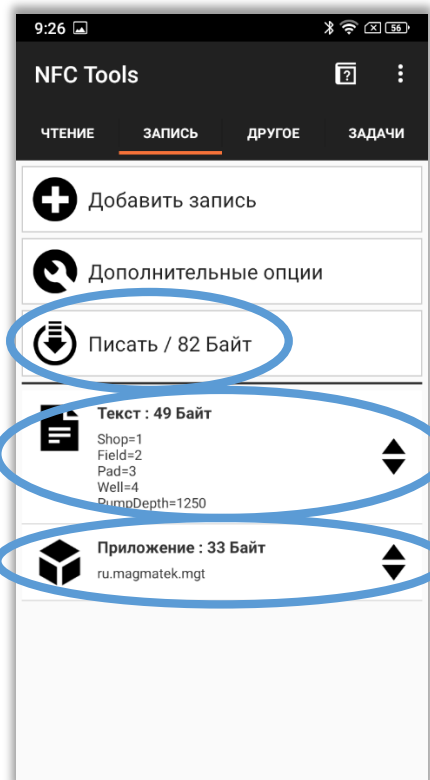 9:26 56
NFC Tools
ЧТЕНИЕ ЗАПИСЬ ДРУГОЕ ЗАДАЧИ
Добавить запись
Дополнительные опции
Писать / 82 Байт
Текст : 49 Байт
Shop=1
Field=2
Pad=3
Well=4
PumpDepth=1250
Приложение : 33 Байт
ru.magmatek.mgt